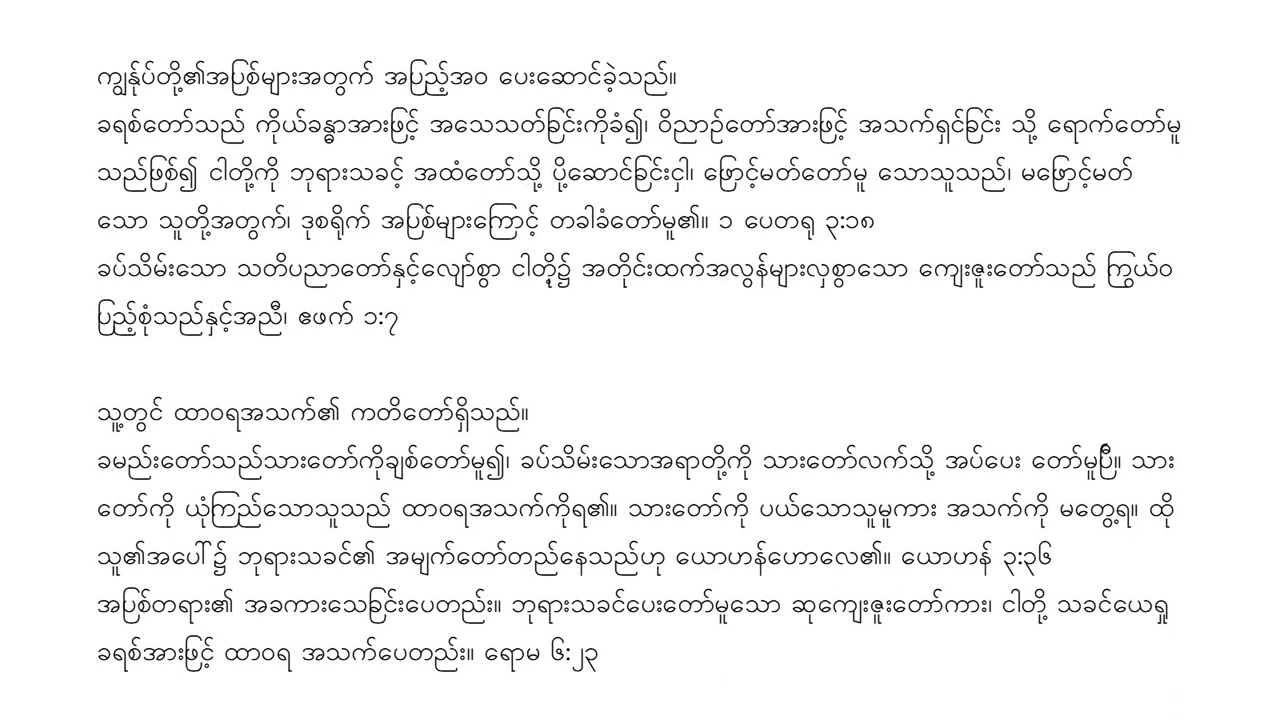 ကျွန်ုပ်တို့၏အပြစ်များအတွက် အပြည့်အဝ ပေးဆောင်ခဲ့သည်။
ခရစ်တော်သည် ကိုယ်ခန္ဓာအားဖြင့် အသေသတ်ခြင်းကိုခံ၍၊ ဝိညာဉ်တော်အားဖြင့် အသက်ရှင်ခြင်း သို့ ရောက်တော်မူ
သည်ဖြစ်၍ ငါတို့ကို ဘုရားသခင့် အထံတော်သို့ ပို့ဆောင်ခြင်းငှါ၊ ဖြောင့်မတ်တော်မူ သောသူသည်၊ မဖြောင့်မတ်
သော သူတို့အတွက်၊ ဒုစရိုက် အပြစ်များကြောင့် တခါခံတော်မူ၏။ ၁ ပေတရု ၃:၁၈
ခပ်သိမ်းသော သတိပညာတော်နှင့်လျော်စွာ ငါတို့၌ အတိုင်းထက်အလွန်များလှစွာသော ကျေးဇူးတော်သည် ကြွယ်ဝ
ပြည့်စုံသည်နှင့်အညီ၊ ဧဖက် ၁:၇
သူ့တွင် ထာဝရအသက်၏ ကတိတော်ရှိသည်။
ခမည်းတော်သည်သားတော်ကိုချစ်တော်မူ၍၊ ခပ်သိမ်းသောအရာတို့ကို သားတော်လက်သို့ အပ်ပေး တော်မူပြီ။ သား
တော်ကို ယုံကြည်သောသူသည် ထာဝရအသက်ကိုရ၏။ သားတော်ကို ပယ်သောသူမူကား အသက်ကို မတွေ့ရ။ ထို
သူ၏အပေါ်၌ ဘုရားသခင်၏ အမျက်တော်တည်နေသည်ဟု ယောဟန်ဟောလေ၏။ ယောဟန် ၃:၃၆
အပြစ်တရား၏ အခကားသေခြင်းပေတည်း။ ဘုရားသခင်ပေးတော်မူသော ဆုကျေးဇူးတော်ကား၊ ငါတို့ သခင်ယေရှု
ခရစ်အားဖြင့် ထာဝရ အသက်ပေတည်း။ ရောမ ၆:၂၃